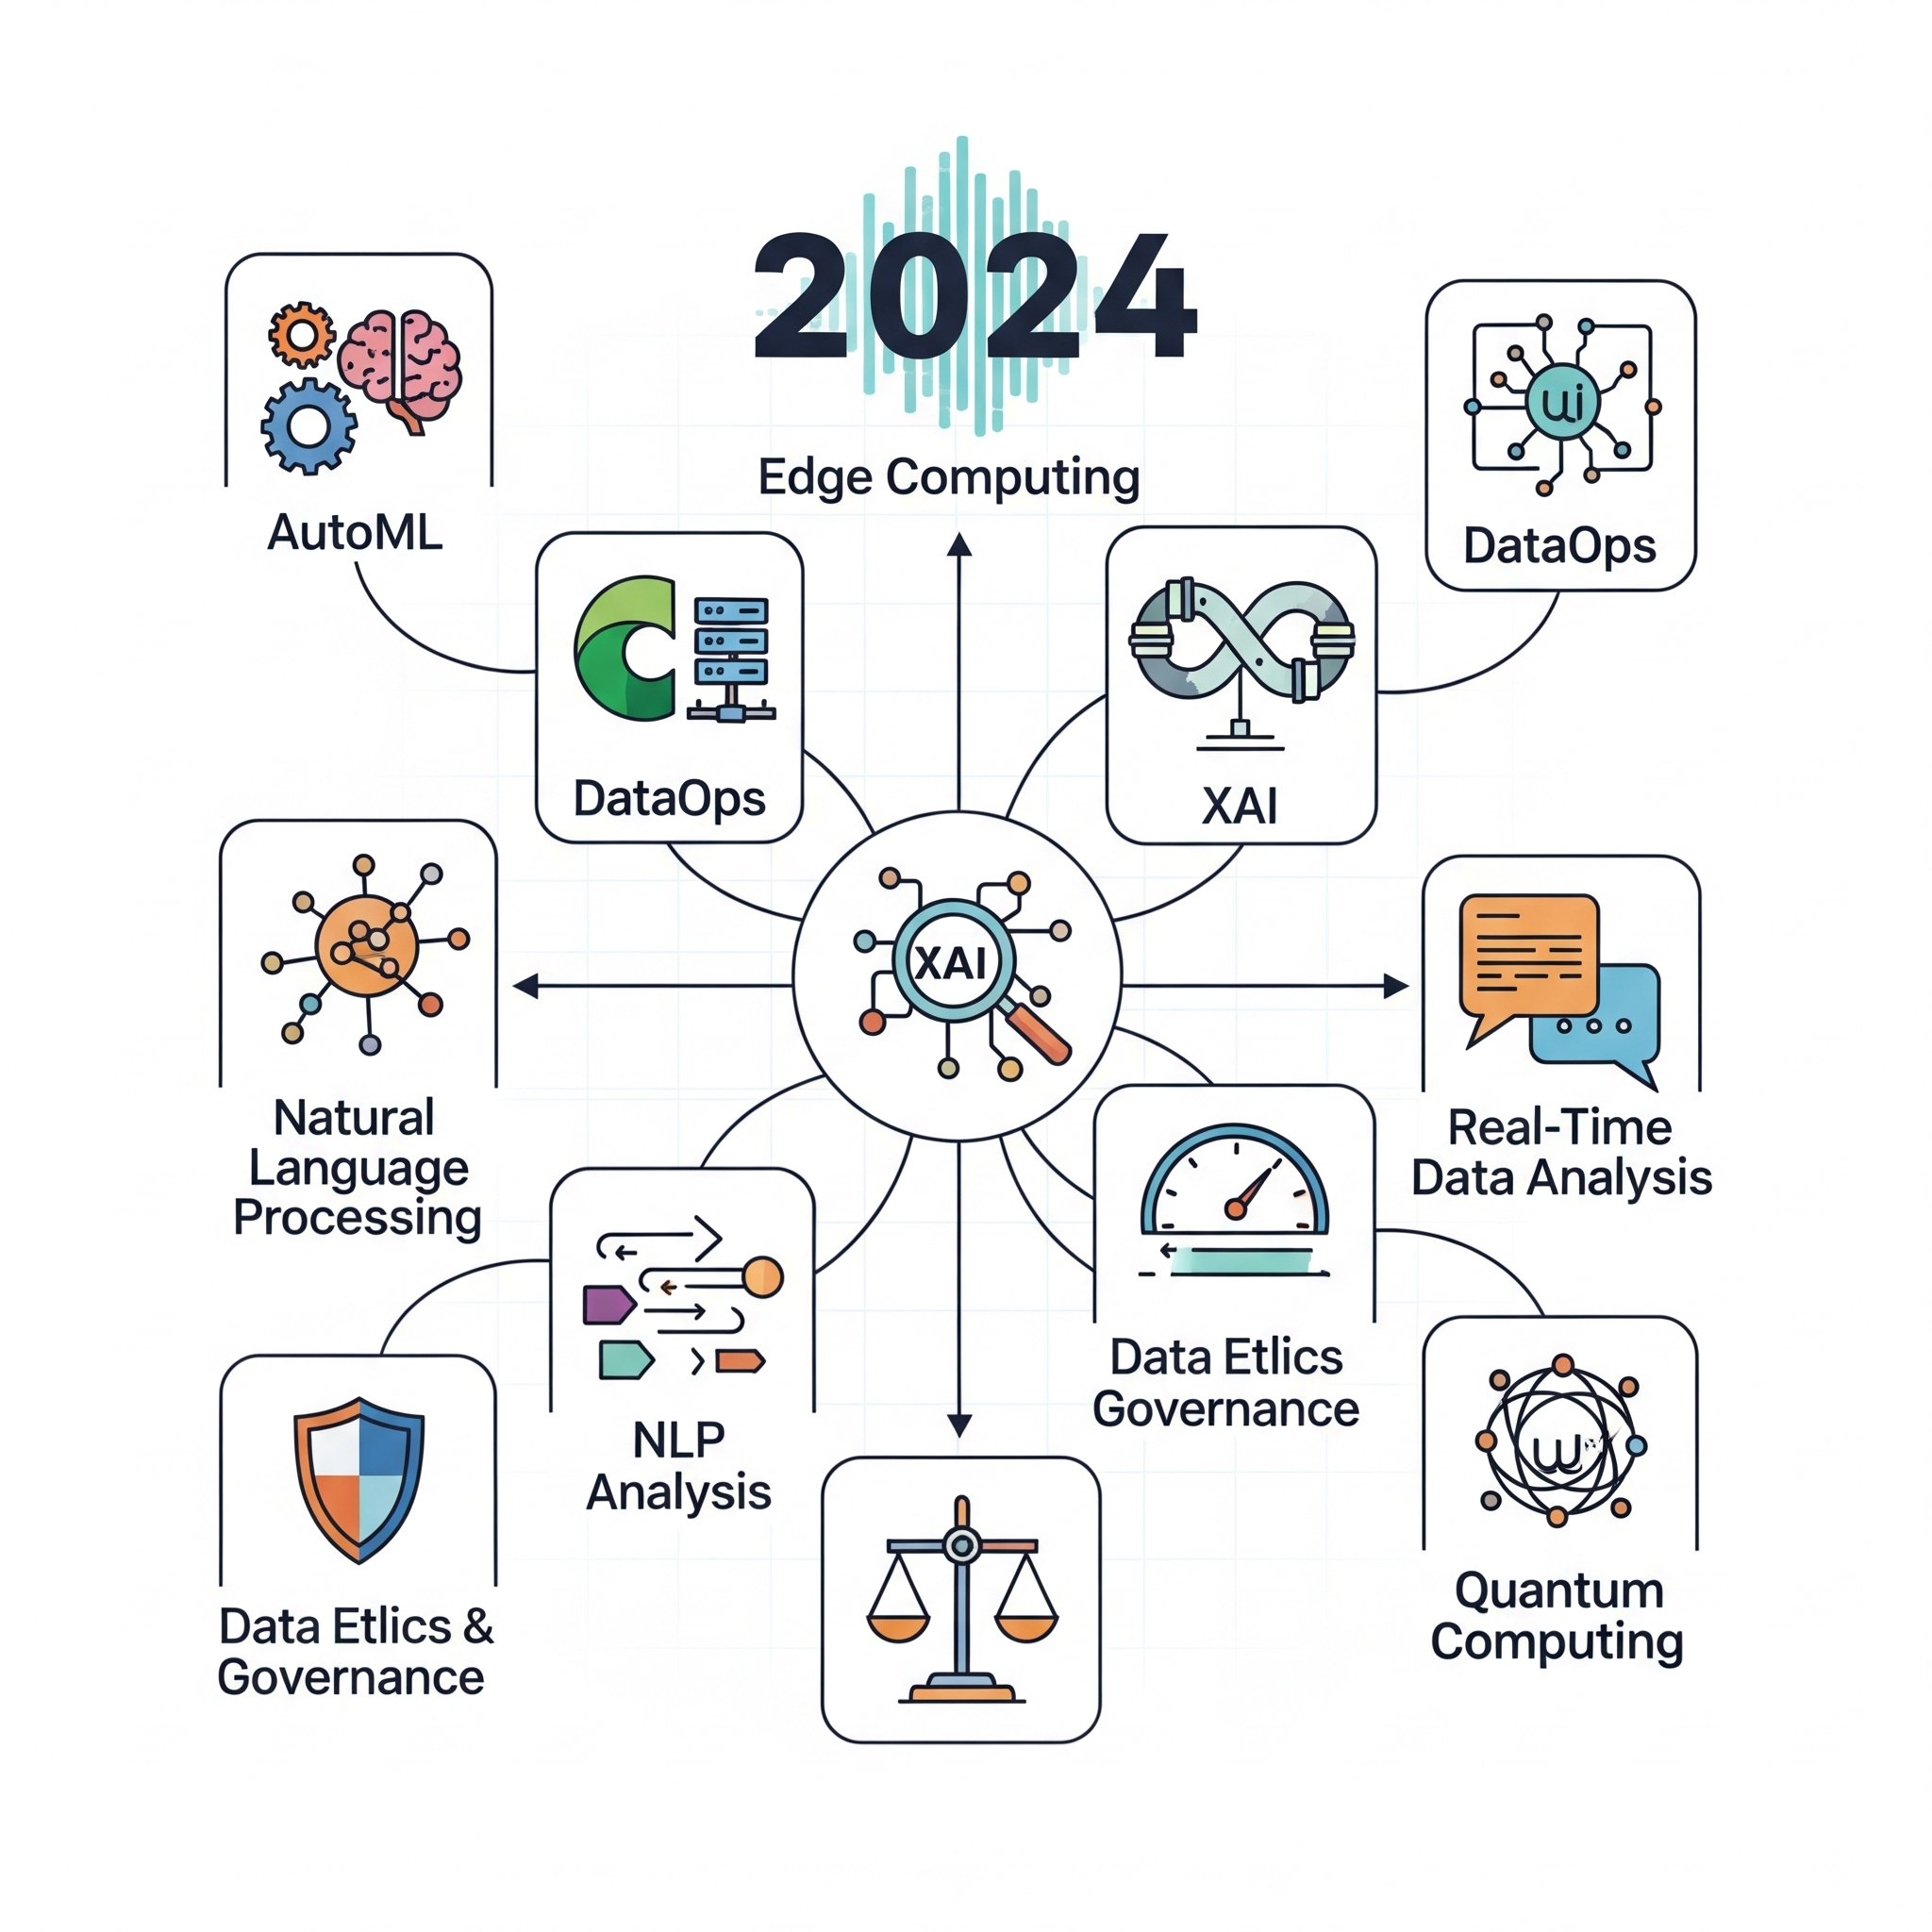 2024
Edge Computing
AutoML
DataOps
ui
DataOps
XAI
XAI
Natural
Language
Processing
Real-Time
Data Analysis
NLP
Analysis
Data Etlics
Governance
Data Etlics &
Governance
Quantum
Computing